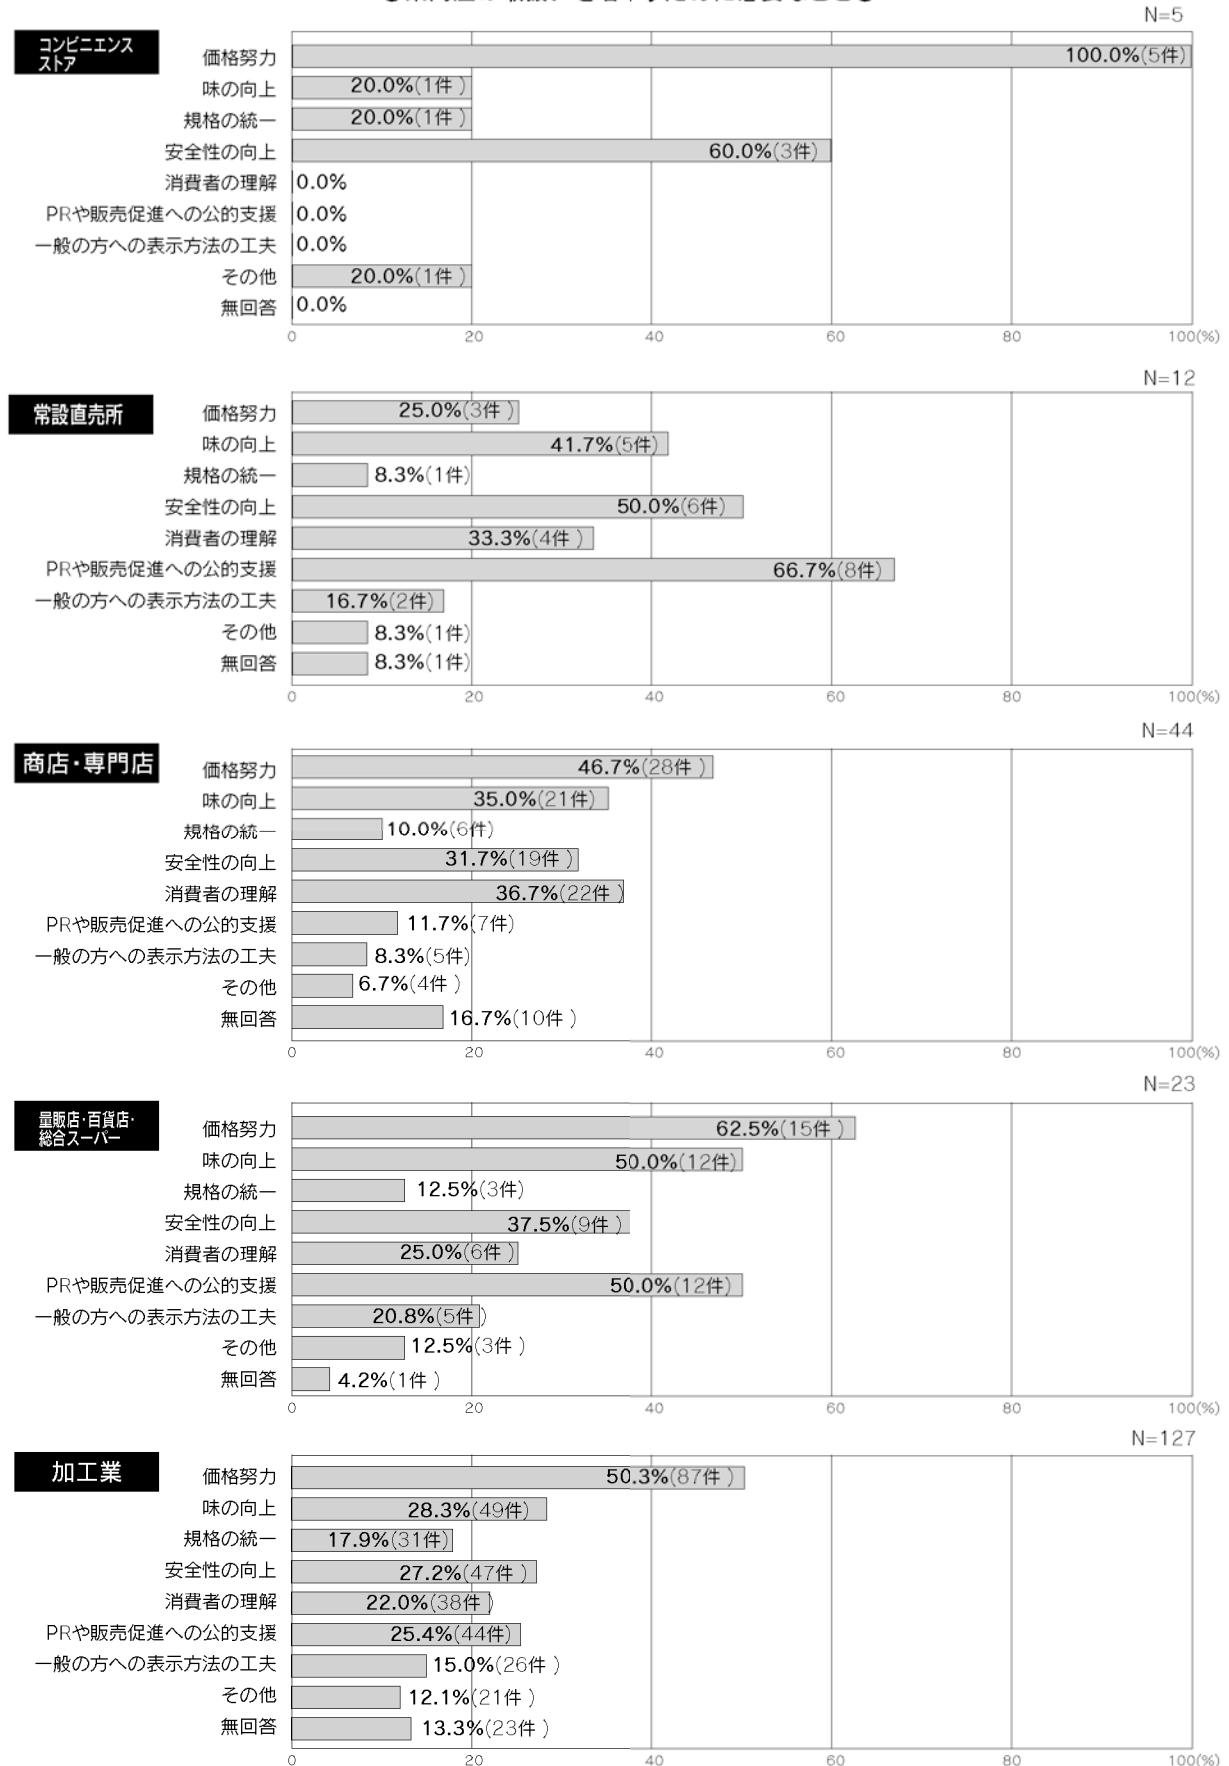 N=5
コンビニエンス
ストア
価格努力 100.0%(5件)
味の向上 20.0%(1件 )
規格の統一 20.0%(1件 )
安全性の向上 60.0%(3件)
消費者の理解 0.0%
PRや販売促進への公的支援 0.0%
一般の方への表示方法の工夫 0.0%
その他 20.0%(1件 )
無回答 0.0%
0 20 40 60 80 100(%)
N=12
常設直売所
価格努力 25.0%(3件 )
味の向上 41.7%(5件)
規格の統一 8.3%(1件)
安全性の向上 50.0%(6件)
消費者の理解 33.3%(4件 )
PRや販売促進への公的支援 66.7%(8件)
一般の方への表示方法の工夫 16.7%(2件)
その他 8.3%(1件)
無回答 8.3%(1件)
0 20 40 60 80 100(%)
N=44
商店・専門店
価格努力 46.7%(28件 )
味の向上 35.0%(21件)
規格の統一 10.0%(6件)
安全性の向上 31.7%(19件 )
消費者の理解 36.7%(22件 )
PRや販売促進への公的支援 11.7%(7件)
一般の方への表示方法の工夫 8.3%(5件)
その他 6.7%(4件 )
無回答 16.7%(10件 )
0 20 40 60 80 100(%)
N=23
量販店・百貨店・
総合スーパー
価格努力 62.5%(15件 )
味の向上 50.0%(12件)
規格の統一 12.5%(3件)
安全性の向上 37.5%(9件 )
消費者の理解 25.0%(6件 )
PRや販売促進への公的支援 50.0%(12件)
一般の方への表示方法の工夫 20.8%(5件)
その他 12.5%(3件 )
無回答 4.2%(1件 )
0 20 40 60 80 100(%)
N=127
加工業
価格努力 50.3%(87件 )
味の向上 28.3%(49件)
規格の統一 17.9%(31件)
安全性の向上 27.2%(47件 )
消費者の理解 22.0%(38件)
PRや販売促進への公的支援 25.4%(44件)
一般の方への表示方法の工夫 15.0%(26件 )
その他 12.1%(21件 )
無回答 13.3%(23件 )
0 20 40 60 80 100(%)